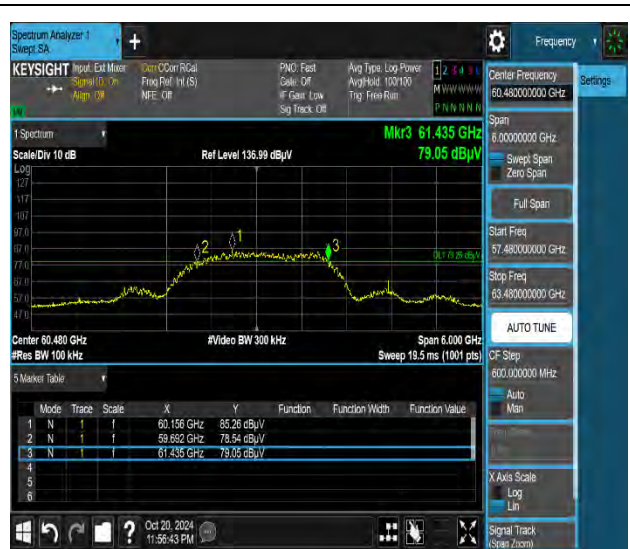 Spectrum Analyzer 1
Swept SA
+
Frequency
KEYSIGHT
Input: Ext Mixer
Signal ID: On
Align: Off
Corr CCorr RCal
Freq Ref: Int (S)
NFE: Off
PNO: Fast
Gate: Off
IF Gain: Low
Sig Track: Off
Avg Type: Log-Power
Avg|Hold: 100/100
Trig: Free Run
1 2 3 4 5 6
M W W W W W
P N N N N N
1 Spectrum
Scale/Div 10 dB
Ref Level 136.99 dBµV
Mkr3 61.435 GHz
79.05 dBµV
Log
127
117
107
97.0
87.0
77.0
67.0
57.0
47.0
1
2
3
Center 60.480 GHz
#Res BW 100 kHz
#Video BW 300 kHz
Span 6.000 GHz
Sweep 19.5 ms (1001 pts)
5 Marker Table
Mode Trace Scale X Y Function Function Width Function Value
1 N 1 f 60.156 GHz 85.26 dBµV
2 N 1 f 59.692 GHz 78.54 dBµV
3 N 1 f 61.435 GHz 79.05 dBµV
4
5
6
Oct 20, 2024
11:56:43 PM
Center Frequency
60.480000000 GHz
Settings
Span
6.00000000 GHz
Swept Span
Zero Span
Full Span
Start Freq
57.480000000 GHz
Stop Freq
63.480000000 GHz
AUTO TUNE
CF Step
600.000000 MHz
Auto
Man
X Axis Scale
Log
Lin
Signal Track
(Span Zoom)